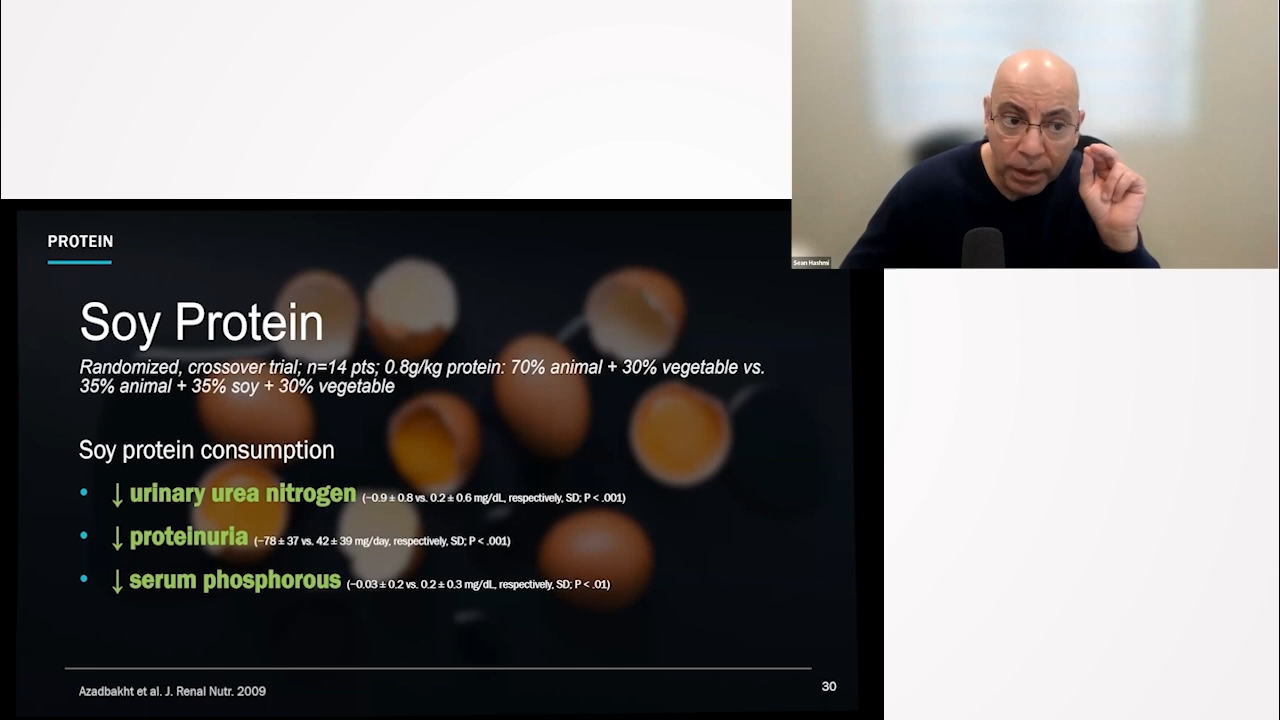 Sean Hashmi
PROTEIN
Soy Protein
Randomized, crossover trial; n=14 pts; 0.8g/kg protein: 70% animal + 30% vegetable vs.
35% animal + 35% soy + 30% vegetable
Soy protein consumption
• ↓ urinary urea nitrogen (−0.9 ± 0.8 vs. 0.2 ± 0.6 mg/dL, respectively, SD; P < .001)
• ↓ proteinuria (−78 ± 37 vs. 42 ± 39 mg/day, respectively, SD; P < .001)
• ↓ serum phosphorous (−0.03 ± 0.2 vs. 0.2 ± 0.3 mg/dL, respectively, SD; P < .01)
Azadbakht et al. J. Renal Nutr. 2009
30